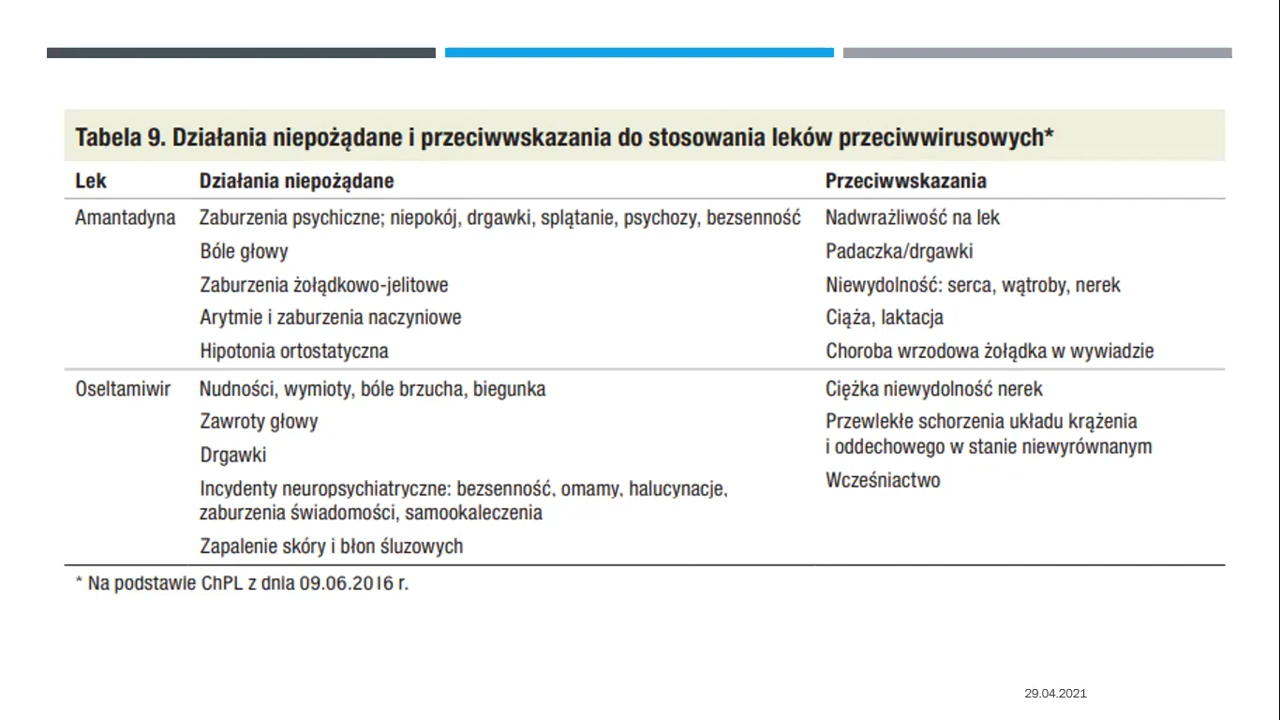 Tabela 9. Działania niepożądane i przeciwwskazania do stosowania leków przeciwwirusowych*
Lek Działania niepożądane Przeciwwskazania
Amantadyna Zaburzenia psychiczne; niepokój, drgawki, splątanie, psychozy, bezsenność Nadwrażliwość na lek
Bóle głowy Padaczka/drgawki
Zaburzenia żołądkowo-jelitowe Niewydolność: serca, wątroby, nerek
Arytmie i zaburzenia naczyniowe Ciąża, laktacja
Hipotonia ortostatyczna Choroba wrzodowa żołądka w wywiadzie
Oseltamiwir Nudności, wymioty, bóle brzucha, biegunka Ciężka niewydolność nerek
Zawroty głowy Przewlekłe schorzenia układu krążenia
i oddechowego w stanie niewyrównanym
Drgawki
Wcześniactwo
Incydenty neuropsychiatryczne: bezsenność, omamy, halucynacje,
zaburzenia świadomości, samookaleczenia
Zapalenie skóry i błon śluzowych
* Na podstawie ChPL z dnia 09.06.2016 r.
29.04.2021